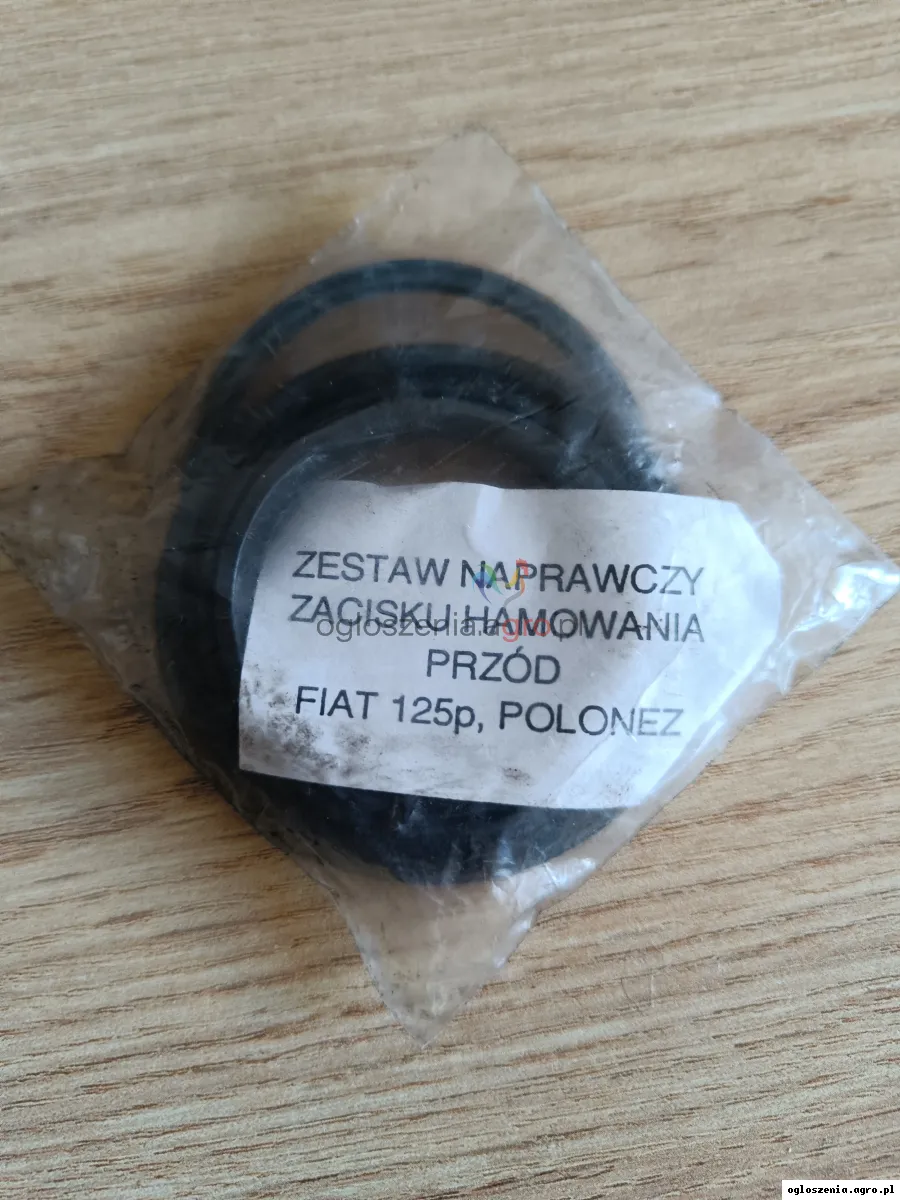 ZESTAW NAPRAWCZY
ZACISKU HAMOWANIA
ogloszenia.agro.pl
PRZÓD
FIAT 125p, POLONEZ
ogloszenia.agro.pl